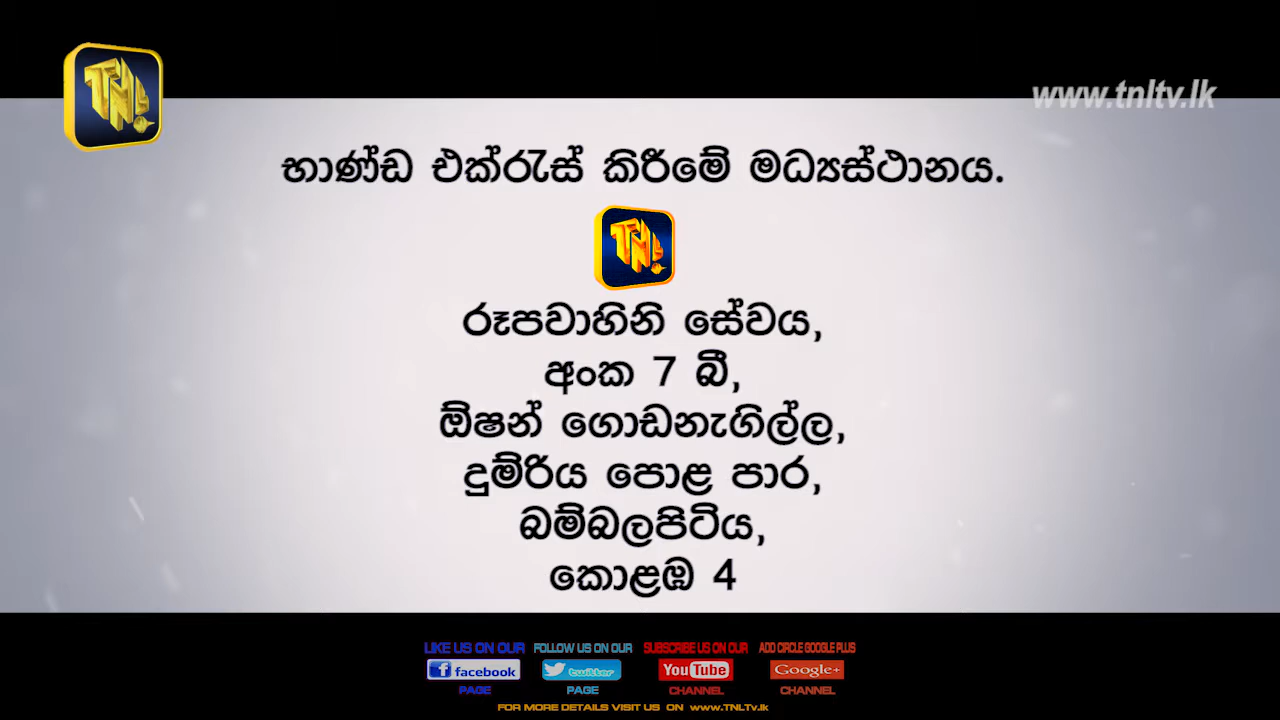 TNL!
www.tnltv.lk
භාණ්ඩ එක්රැස් කිරීමේ මධ්‍යස්ථානය.
TNL!
රූපවාහිනි සේවය,
අංක 7 බී,
ඕෂන් ගොඩනැගිල්ල,
දුම්රිය පොළ පාර,
බම්බලපිටිය,
කොළඹ 4
LIKE US ON OUR FOLLOW US ON OUR SUBSCRIBE US ON OUR ADD CIRCLE GOOGLE PLUS
facebook twitter YouTube Google+
PAGE PAGE CHANNEL CHANNEL
FOR MORE DETAILS VISIT US ON www.TNLTv.lk